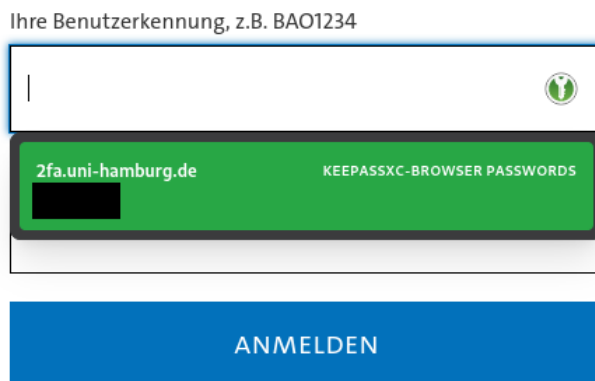 Ihre Benutzerkennung, z.B. BAO1234
2fa.uni-hamburg.de KEEPASSXC-BROWSER PASSWORDS
ANMELDEN